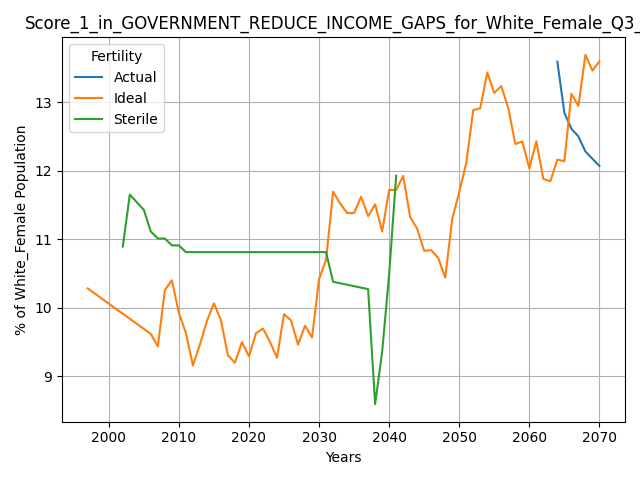 Score_1_in_GOVERNMENT_REDUCE_INCOME_GAPS_for_White_Female_Q3_
Fertility
Actual
Ideal
Sterile
% of White_Female Population
13
12
11
10
9
2000 2010 2020 2030 2040 2050 2060 2070
Years